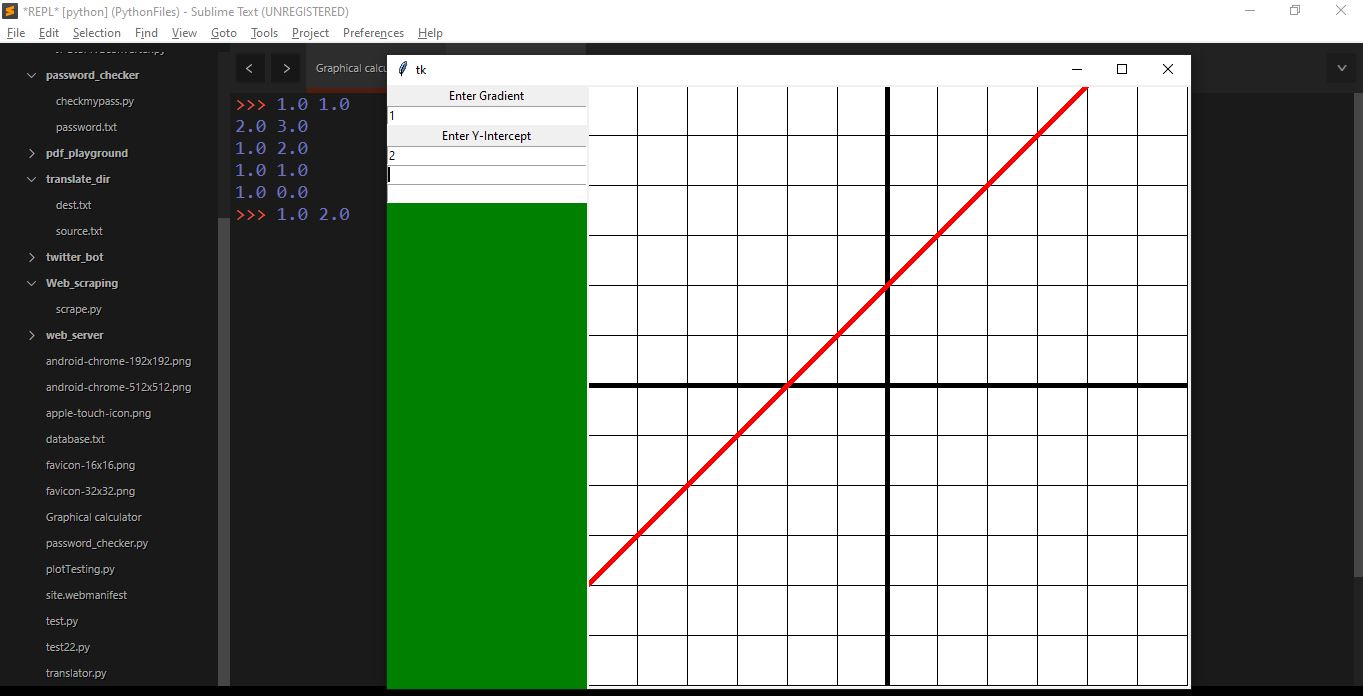 *REPL* [python] (PythonFiles) - Sublime Text (UNREGISTERED)
File Edit Selection Find View Goto Tools Project Preferences Help
password_checker
checkmypass.py
password.txt
pdf_playground
translate_dir
dest.txt
source.txt
twitter_bot
Web_scraping
scrape.py
web_server
android-chrome-192x192.png
android-chrome-512x512.png
apple-touch-icon.png
database.txt
favicon-16x16.png
favicon-32x32.png
Graphical calculator
password_checker.py
plotTesting.py
site.webmanifest
test.py
test22.py
translator.py
Graphical calcu
>>> 1.0 1.0
2.0 3.0
1.0 2.0
1.0 1.0
1.0 0.0
>>> 1.0 2.0
tk
Enter Gradient
1
Enter Y-Intercept
2